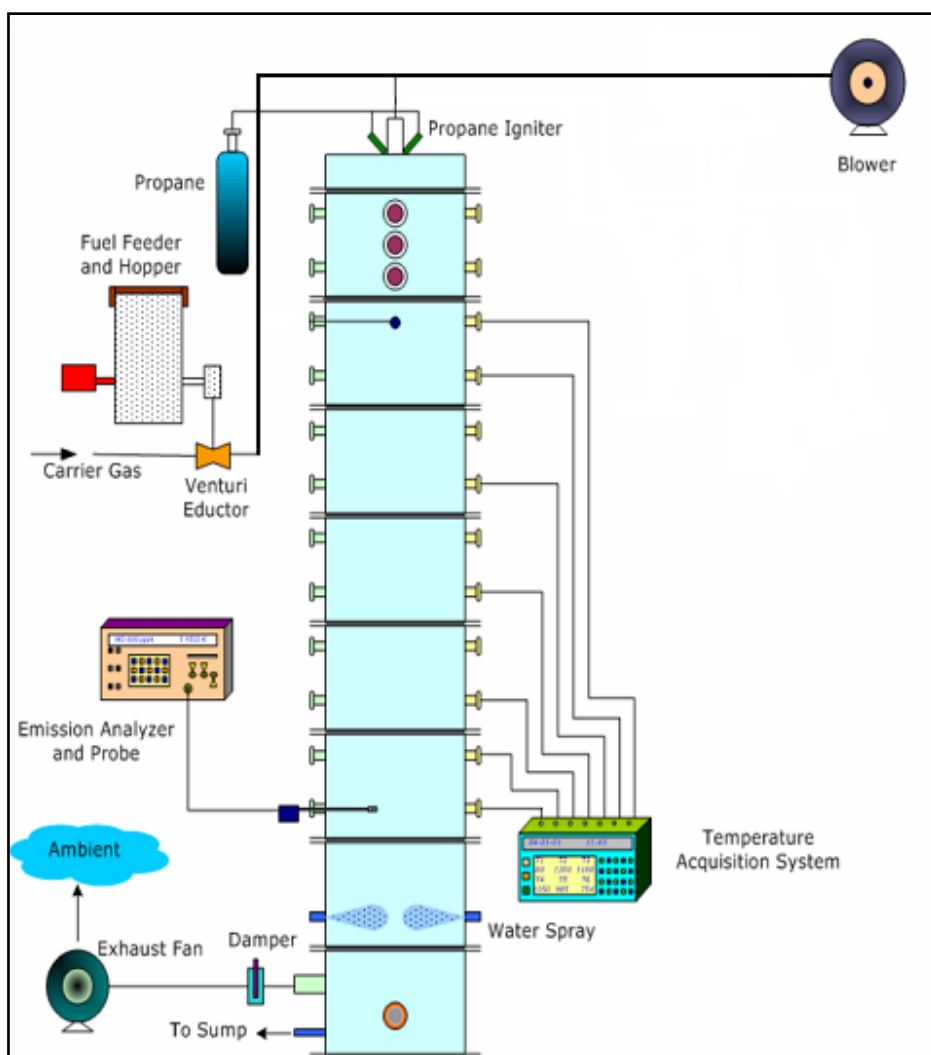 Propane Igniter
Blower
Propane
Fuel Feeder
and Hopper
Carrier Gas
Venturi
Eductor
Emission Analyzer
and Probe
Temperature
Acquisition System
Ambient
Water Spray
Exhaust Fan
Damper
To Sump